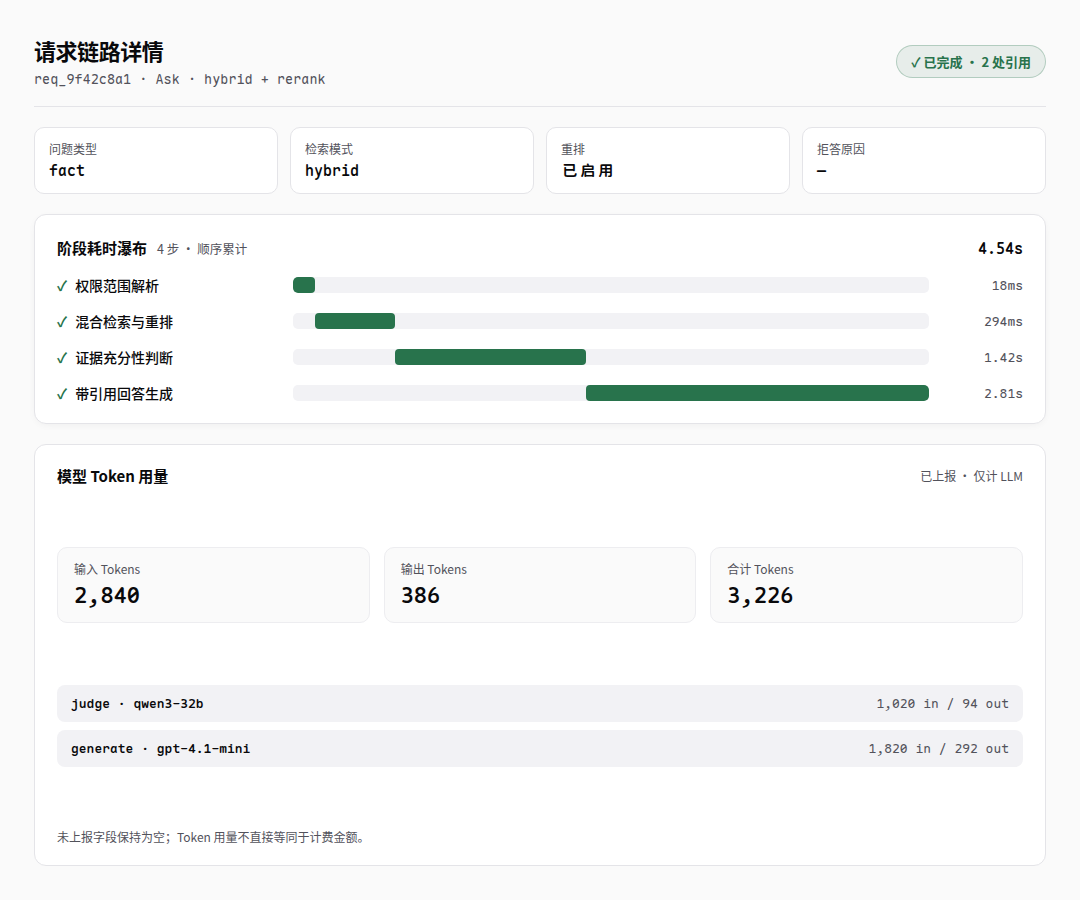 请求链路详情
req_9f42c8a1 · Ask · hybrid + rerank
✓ 已完成 · 2 处引用
问题类型
fact
检索模式
hybrid
重排
已启用
拒答原因
—
阶段耗时瀑布 4 步 · 顺序累计 4.54s
✓ 权限范围解析 18ms
✓ 混合检索与重排 294ms
✓ 证据充分性判断 1.42s
✓ 带引用回答生成 2.81s
模型 Token 用量 已上报 · 仅计 LLM
输入 Tokens
2,840
输出 Tokens
386
合计 Tokens
3,226
judge · qwen3-32b 1,020 in / 94 out
generate · gpt-4.1-mini 1,820 in / 292 out
未上报字段保持为空；Token 用量不直接等同于计费金额。